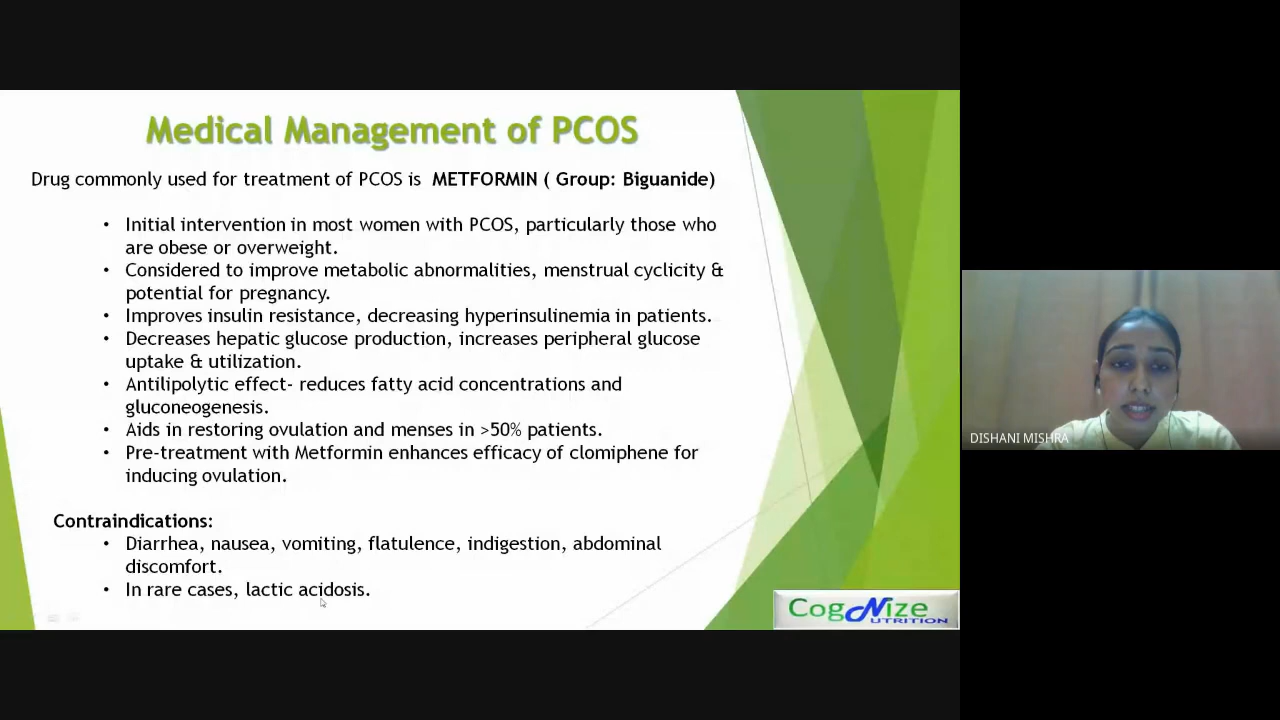 Medical Management of PCOS
Drug commonly used for treatment of PCOS is METFORMIN ( Group: Biguanide)
• Initial intervention in most women with PCOS, particularly those who
are obese or overweight.
• Considered to improve metabolic abnormalities, menstrual cyclicity &
potential for pregnancy.
• Improves insulin resistance, decreasing hyperinsulinemia in patients.
• Decreases hepatic glucose production, increases peripheral glucose
uptake & utilization.
• Antilipolytic effect- reduces fatty acid concentrations and
gluconeogenesis.
• Aids in restoring ovulation and menses in >50% patients.
• Pre-treatment with Metformin enhances efficacy of clomiphene for
inducing ovulation.
Contraindications:
• Diarrhea, nausea, vomiting, flatulence, indigestion, abdominal
discomfort.
• In rare cases, lactic acidosis.
CogNize
NUTRITION
DISHANI MISHRA